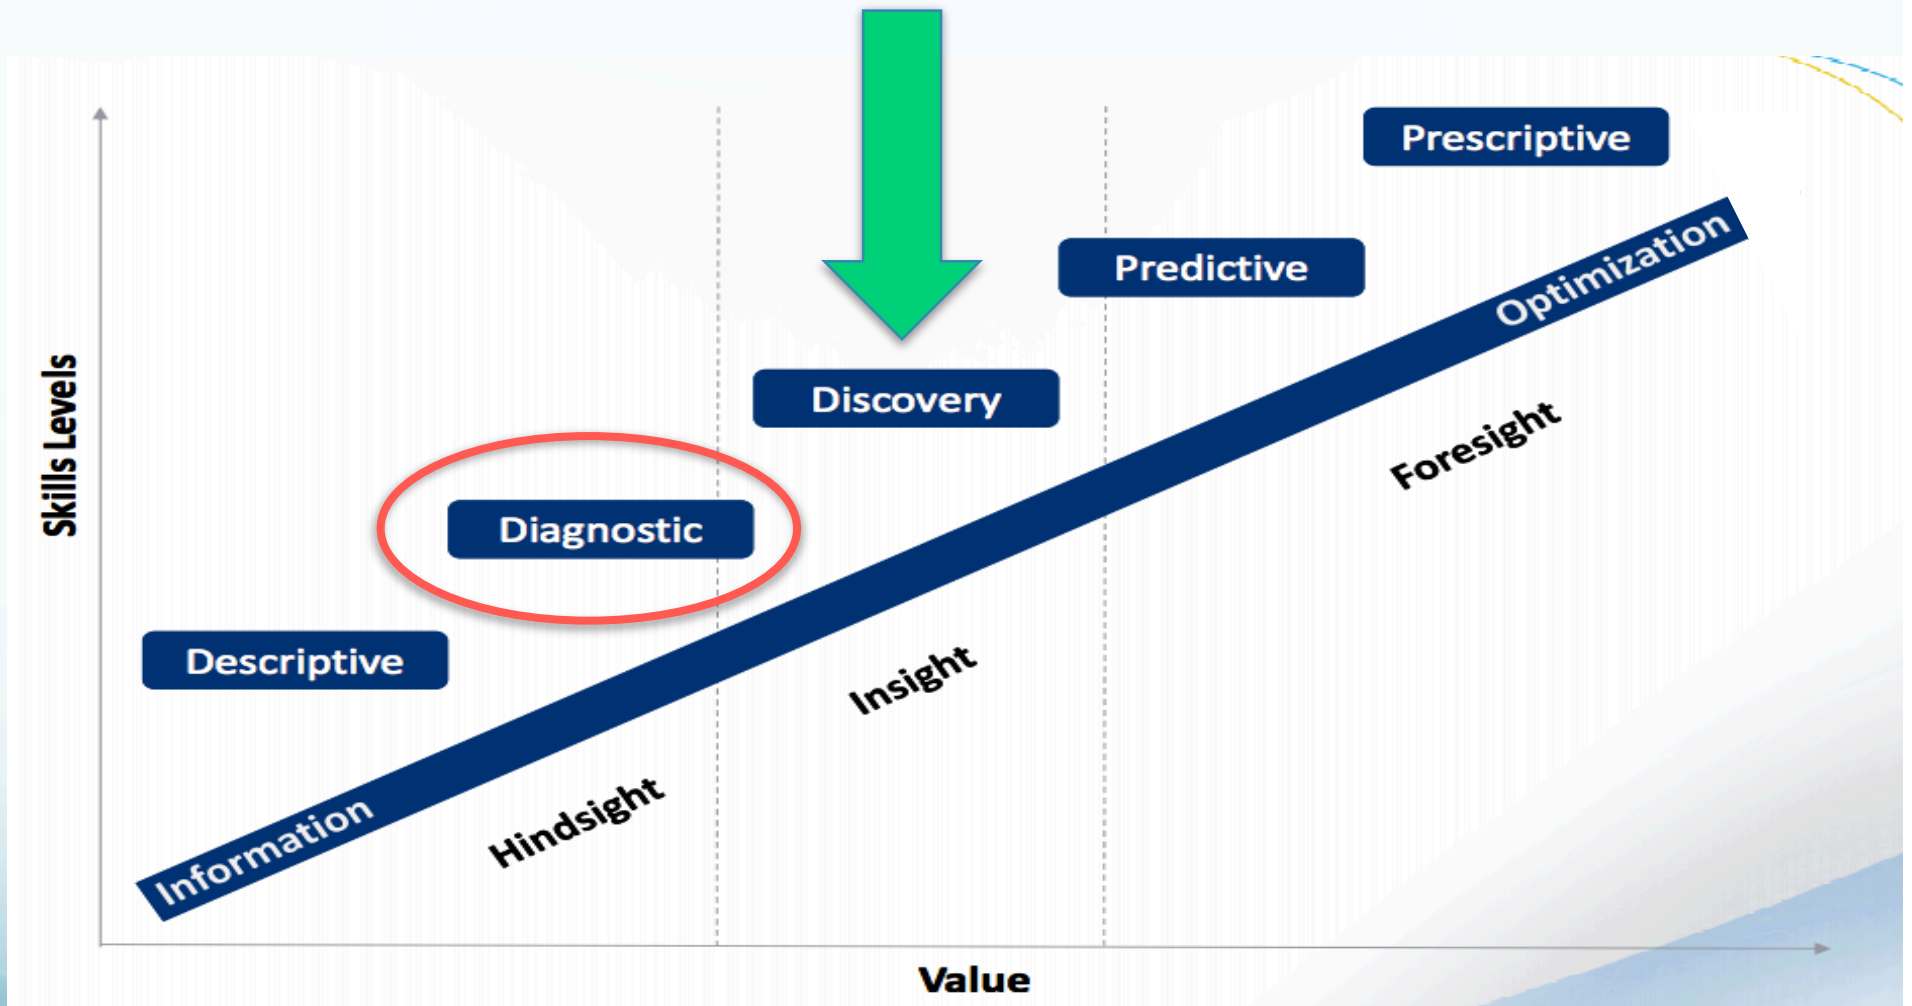 Prescriptive
Predictive
Optimization
Discovery
Foresight
Skills Levels
Diagnostic
Descriptive
Insight
Hindsight
Information
Value